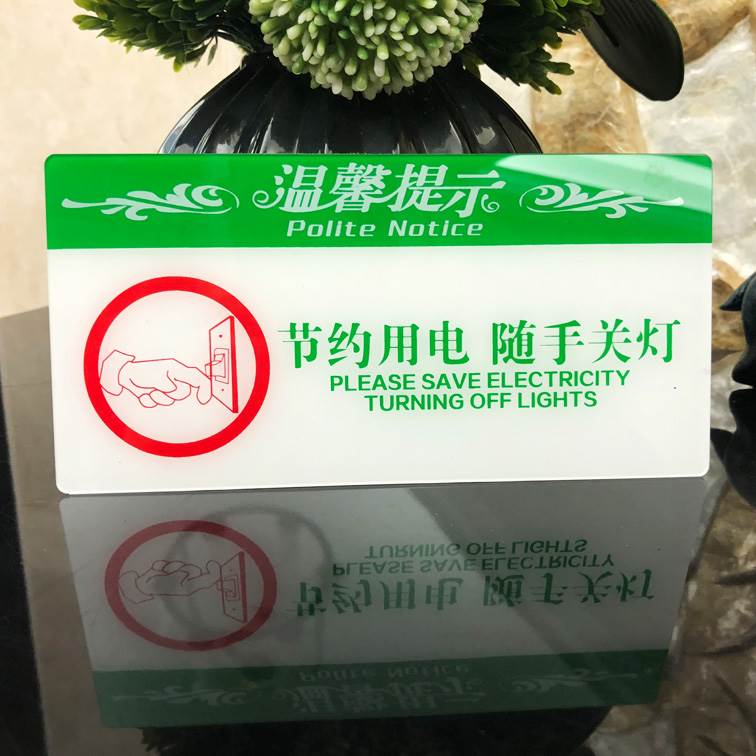 温馨提示
Polite Notice
节约用电 随手关灯
PLEASE SAVE ELECTRICITY
TURNING OFF LIGHTS